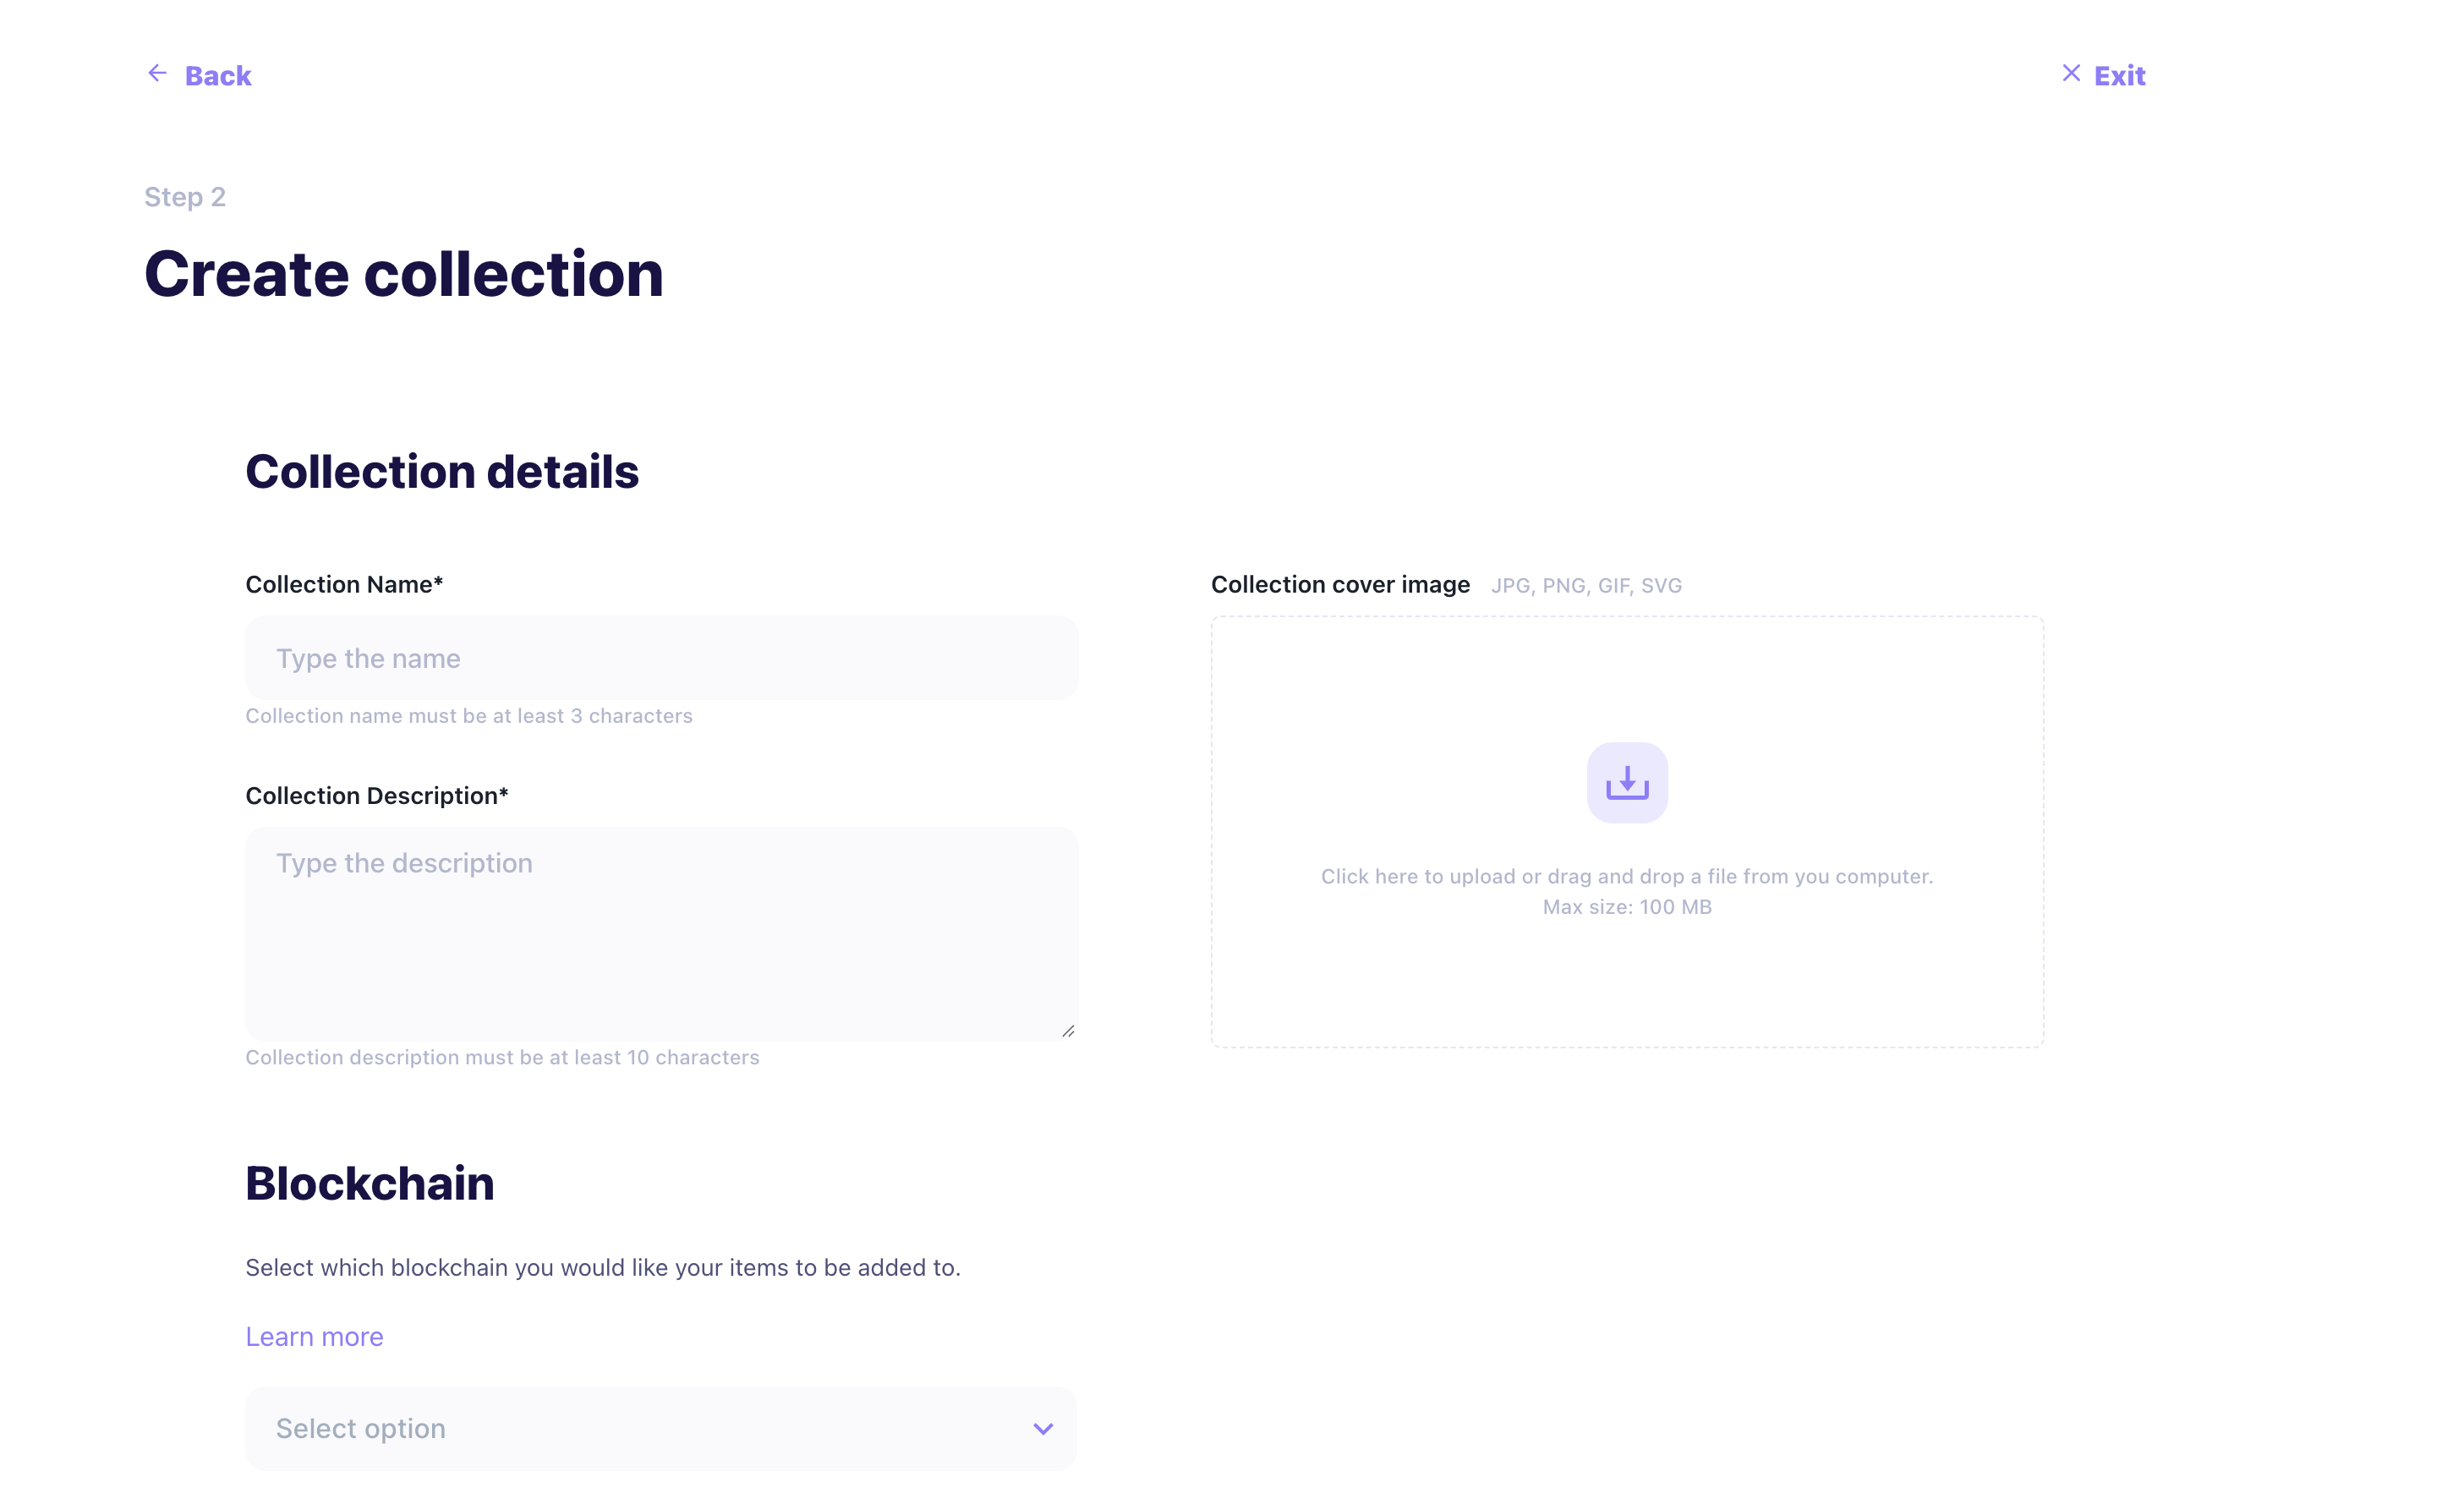 Back
Exit
Step 2
Create collection
Collection details
Collection Name*
Type the name
Collection name must be at least 3 characters
Collection Description*
Type the description
Collection description must be at least 10 characters
Collection cover image JPG, PNG, GIF, SVG
Click here to upload or drag and drop a file from you computer.
Max size: 100 MB
Blockchain
Select which blockchain you would like your items to be added to.
Learn more
Select option